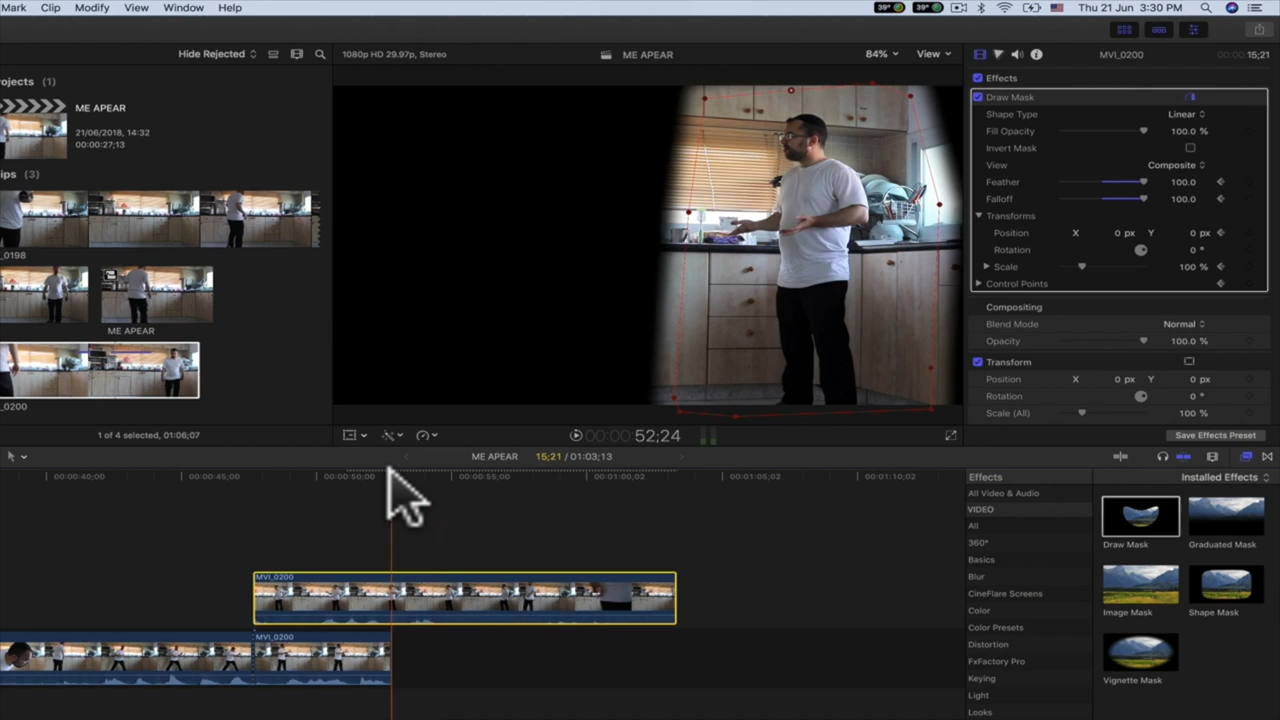 Mark Clip Modify View Window Help 39° 39° Thu 21 Jun 3:30 PM
Hide Rejected 1080p HD 29.97p, Stereo ME APEAR 84% View MVI_0200 00:00 15;21
rojects (1)
ME APEAR
21/06/2018, 14:32
00:00:27;13
ips (3)
_0198
ME APEAR
_0200
1 of 4 selected, 01:06;07
00:00 52;24
Effects
Draw Mask
Shape Type Linear
Fill Opacity 100.0 %
Invert Mask
View Composite
Feather 100.0
Falloff 100.0
Transforms
Position X 0 px Y 0 px
Rotation 0 °
Scale 100 %
Control Points
Compositing
Blend Mode Normal
Opacity 100.0 %
Transform
Position X 0 px Y 0 px
Rotation 0 °
Scale (All) 100 %
Save Effects Preset
ME APEAR 15;21 / 01:03;13
00:00:40;00 00:00:45;00 00:00:50;00 00:00:55;00 00:01:00;02 00:01:05;02 00:01:10;02
MVI_0200
MVI_0200
Effects Installed Effects
All Video & Audio
VIDEO
All
360°
Basics
Blur
CineFlare Screens
Color
Color Presets
Distortion
FxFactory Pro
Keying
Light
Looks
Draw Mask Graduated Mask
Image Mask Shape Mask
Vignette Mask